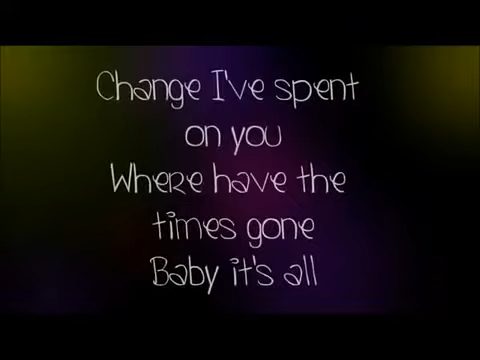 Change I've spent
on you
Where have the
times gone
Baby it's all